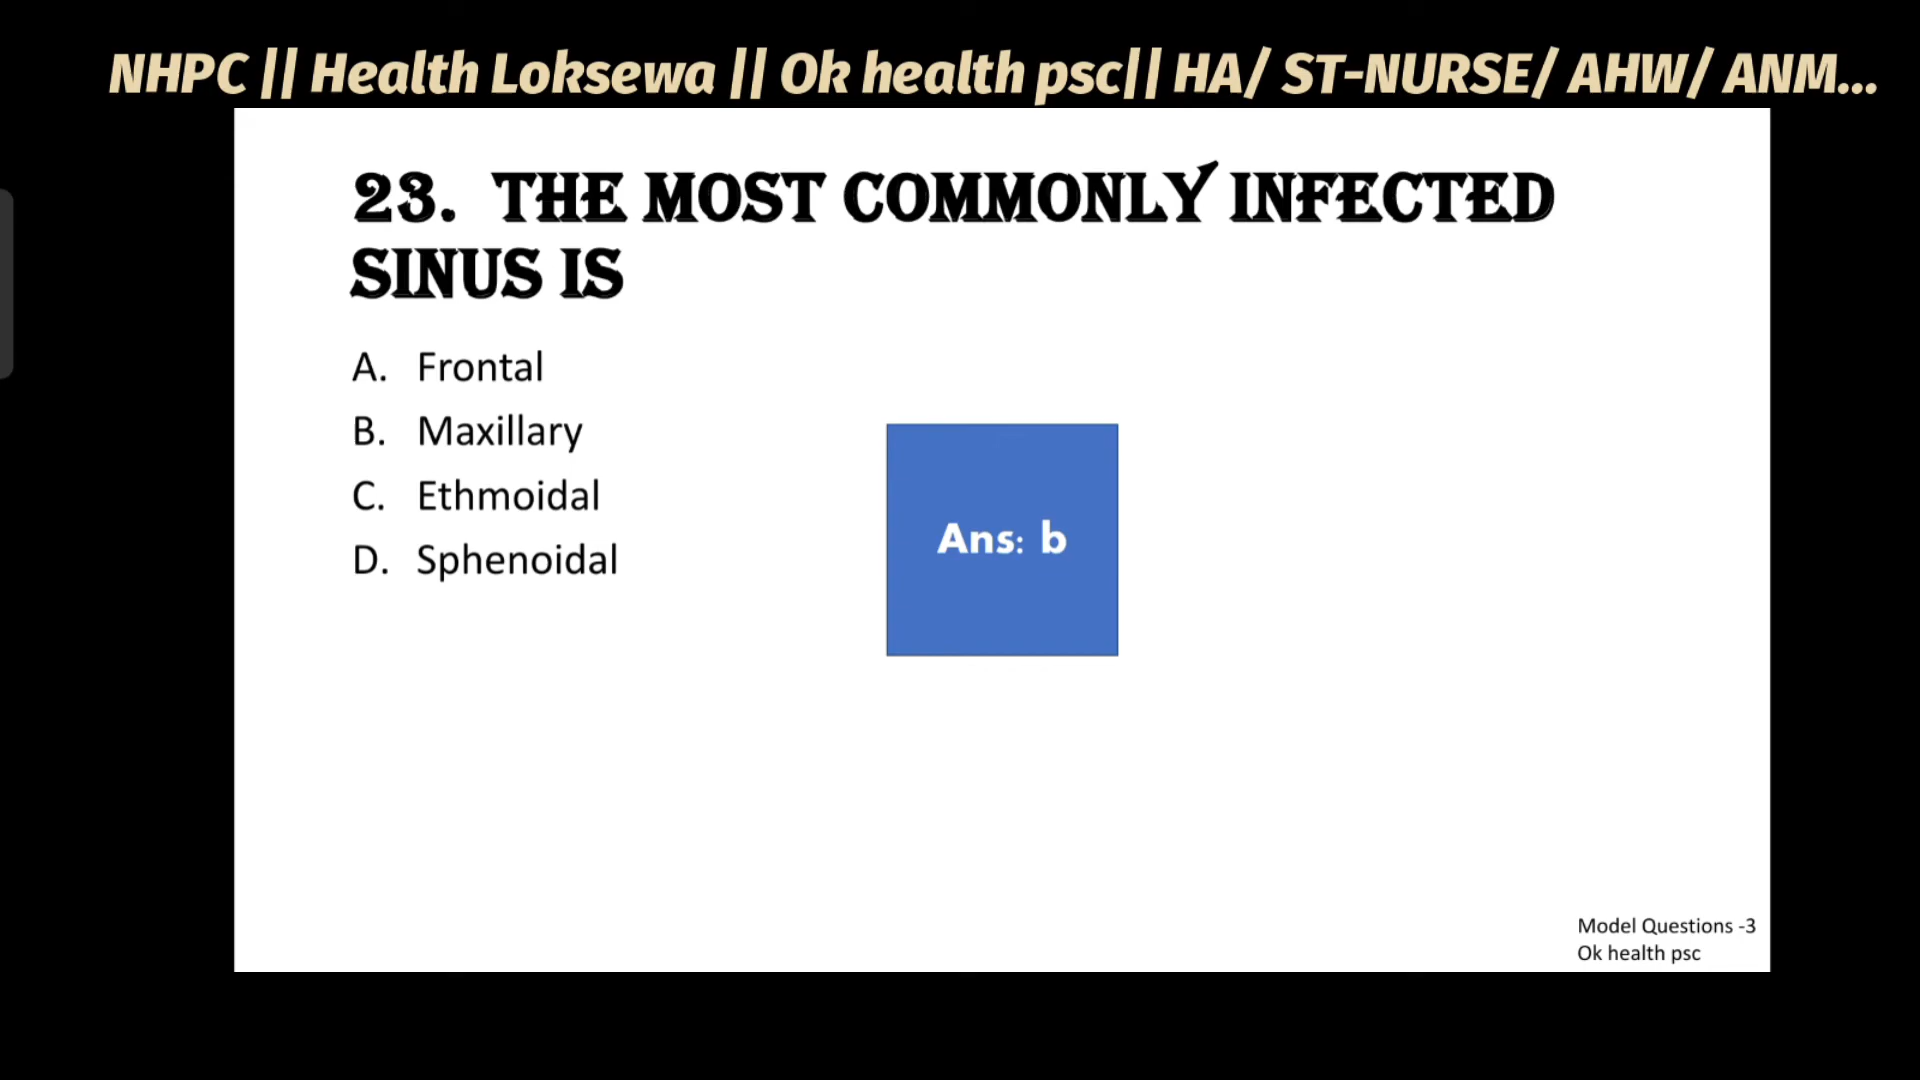 NHPC || Health Loksewa || Ok health psc|| HA/ ST-NURSE/ AHW/ ANM...
23. THE MOST COMMONLY INFECTED
SINUS IS
A. Frontal
B. Maxillary
C. Ethmoidal
D. Sphenoidal
Ans: b
Model Questions -3
Ok health psc